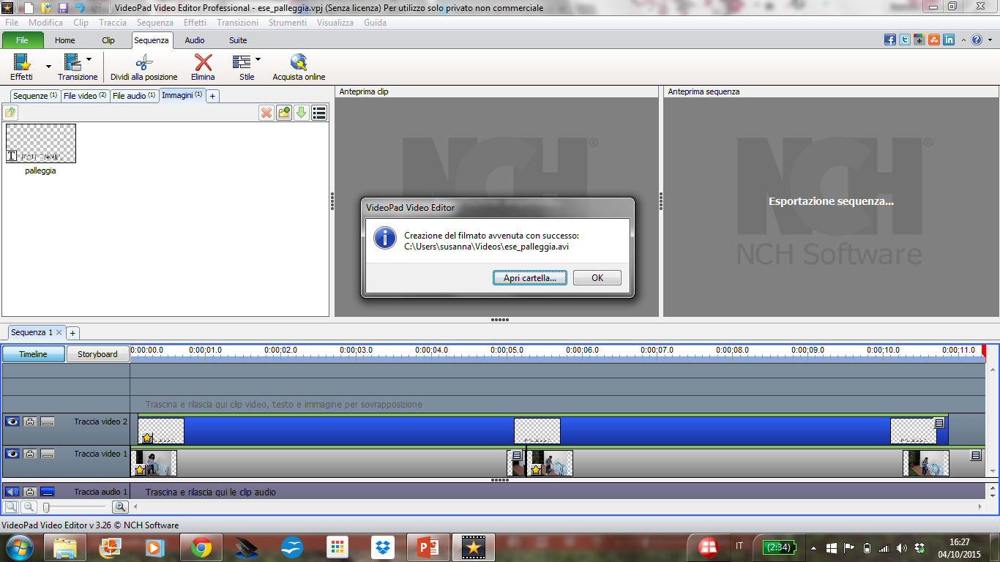 VideoPad Video Editor Professional - ese_palleggia.vpj (Senza licenza) Per utilizzo solo privato non commerciale
File Modifica Clip Traccia Sequenza Effetti Transizioni Strumenti Visualizza Guida
File Home Clip Sequenza Audio Suite
Effetti Transizione Dividi alla posizione Elimina Stile Acquista online
Sequenze (1) File video (2) File audio (1) Immagini (1) +
Anteprima clip
Anteprima sequenza
palleggia
NCH®
NCH®
Esportazione sequenza...
NCH Software
VideoPad Video Editor
Creazione del filmato avvenuta con successo:
C:\Users\susanna\Videos\ese_palleggia.avi
Apri cartella... OK
Sequenza 1 +
Timeline Storyboard
0:00:00.0 0:00:01.0 0:00:02.0 0:00:03.0 0:00:04.0 0:00:05.0 0:00:06.0 0:00:07.0 0:00:08.0 0:00:09.0 0:00:10.0 0:00:11.0
Trascina e rilascia qui clip video, testo e immagine per sovrapposizione
Traccia video 2
Traccia video 1
Traccia audio 1 Trascina e rilascia qui le clip audio
VideoPad Video Editor v 3.26 © NCH Software
IT (2:34) 16:27
04/10/2015